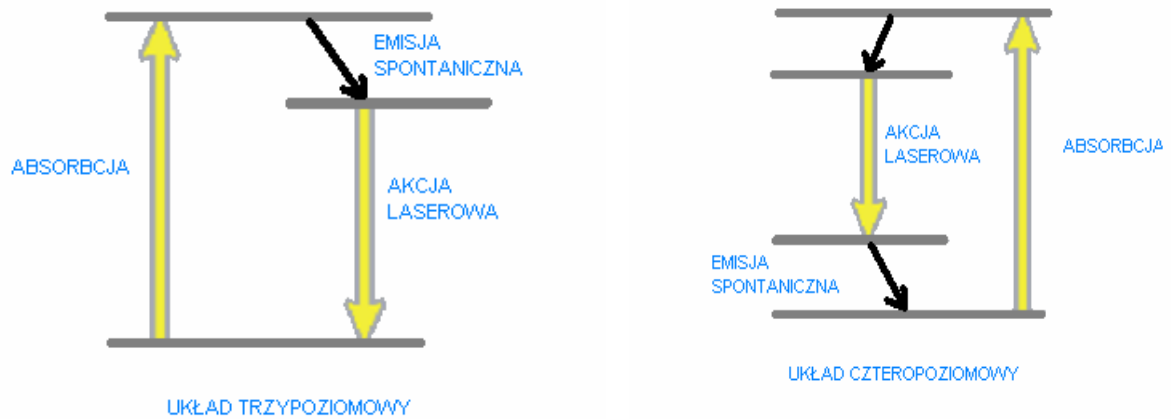 EMISJA
SPONTANICZNA
ABSORBCJA
AKCJA
LASEROWA
UKŁAD TRZYPOZIOMOWY
AKCJA
LASEROWA
ABSORBCJA
EMISJA
SPONTANICZNA
UKŁAD CZTEROPOZIOMOWY